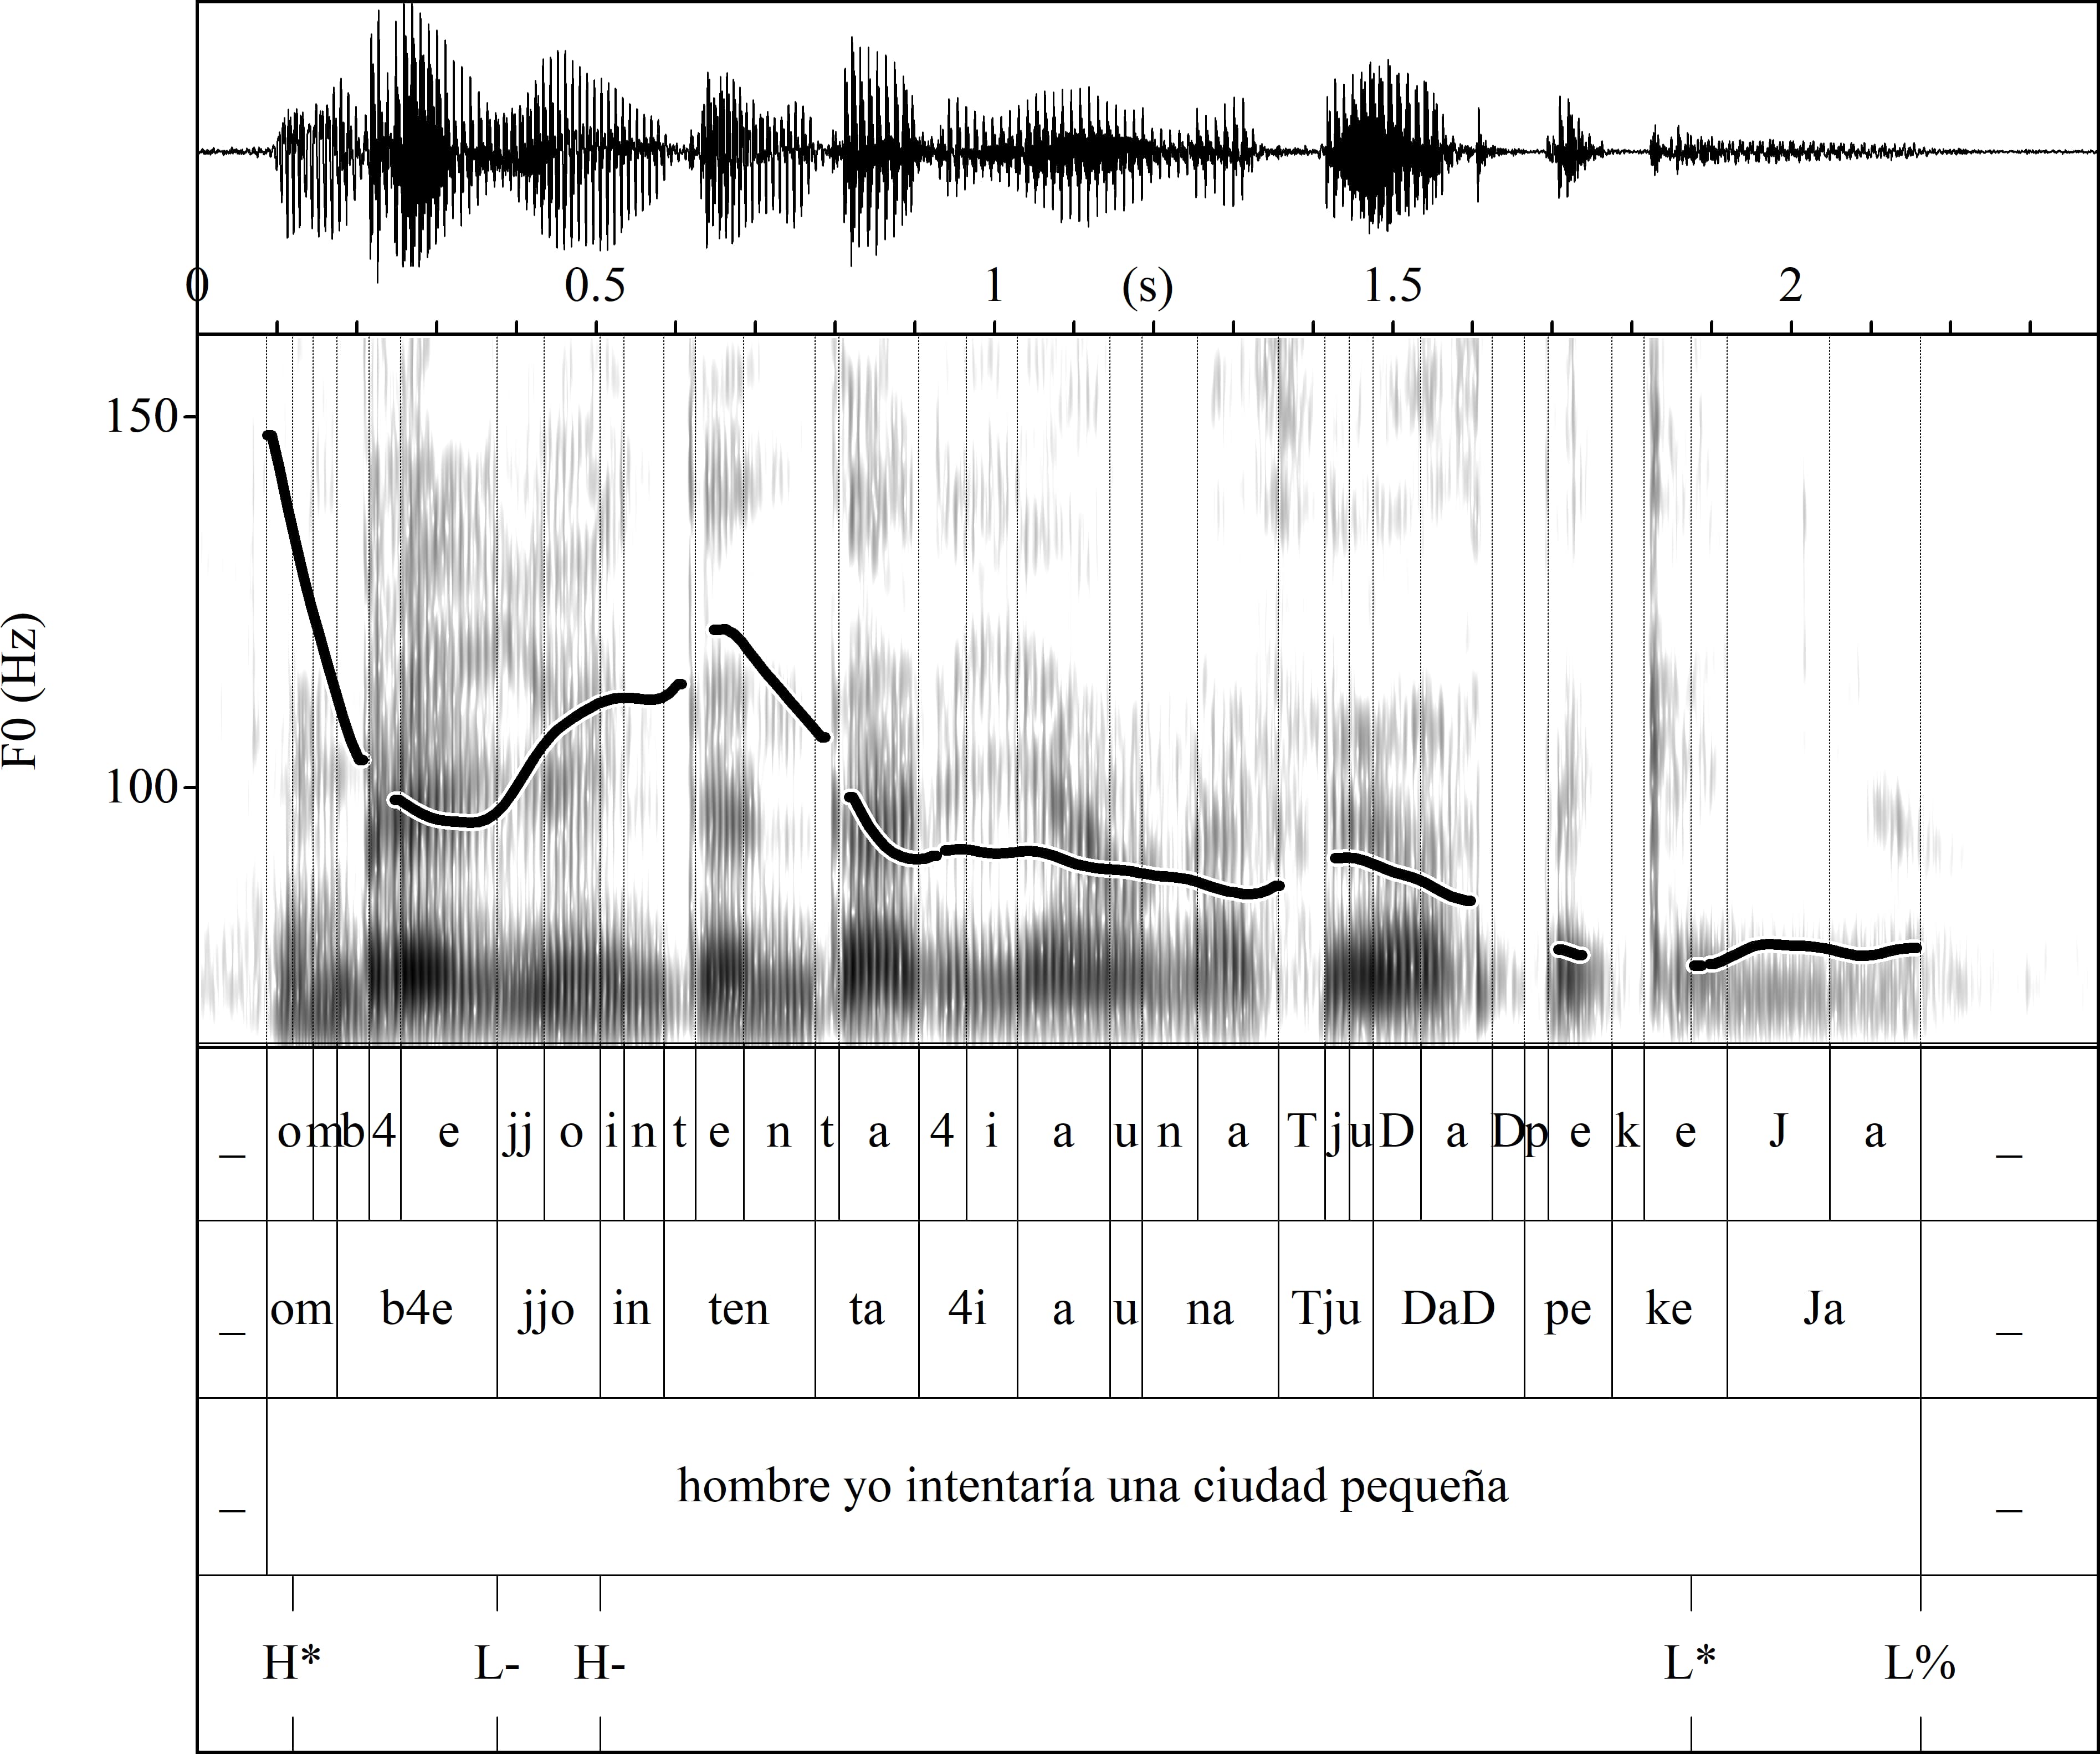 0 0.5 1 (s) 1.5 2
150
100
F0 (Hz)
_ o m b 4 e jj o i n t e n t a 4 i a u n a T j u D a D p e k e J a _
_ om b4e jjo in ten ta 4i a u na Tju DaD pe ke Ja _
_ hombre yo intentaría una ciudad pequeña _
H* L- H- L* L%